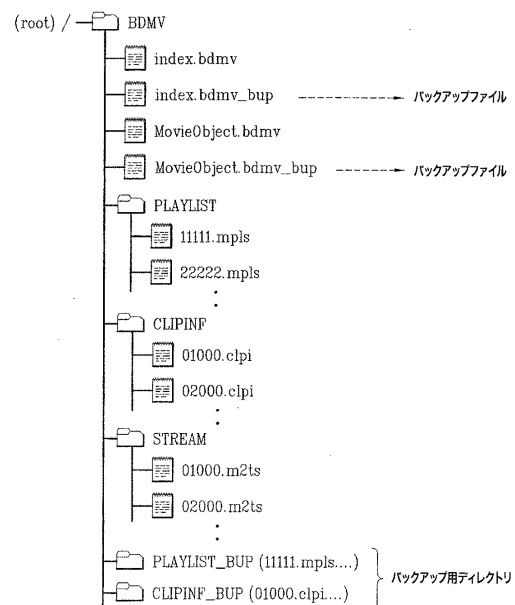 (root) / BDMV
index.bdmv
index.bdmv_bup バックアップファイル
MovieObject.bdmv
MovieObject.bdmv_bup バックアップファイル
PLAYLIST
11111.mpls
22222.mpls
CLIPINF
01000.clpi
02000.clpi
STREAM
01000.m2ts
02000.m2ts
PLAYLIST_BUP (11111.mpls....)
バックアップ用ディレクトリ
CLIPINF_BUP (01000.clpi....)